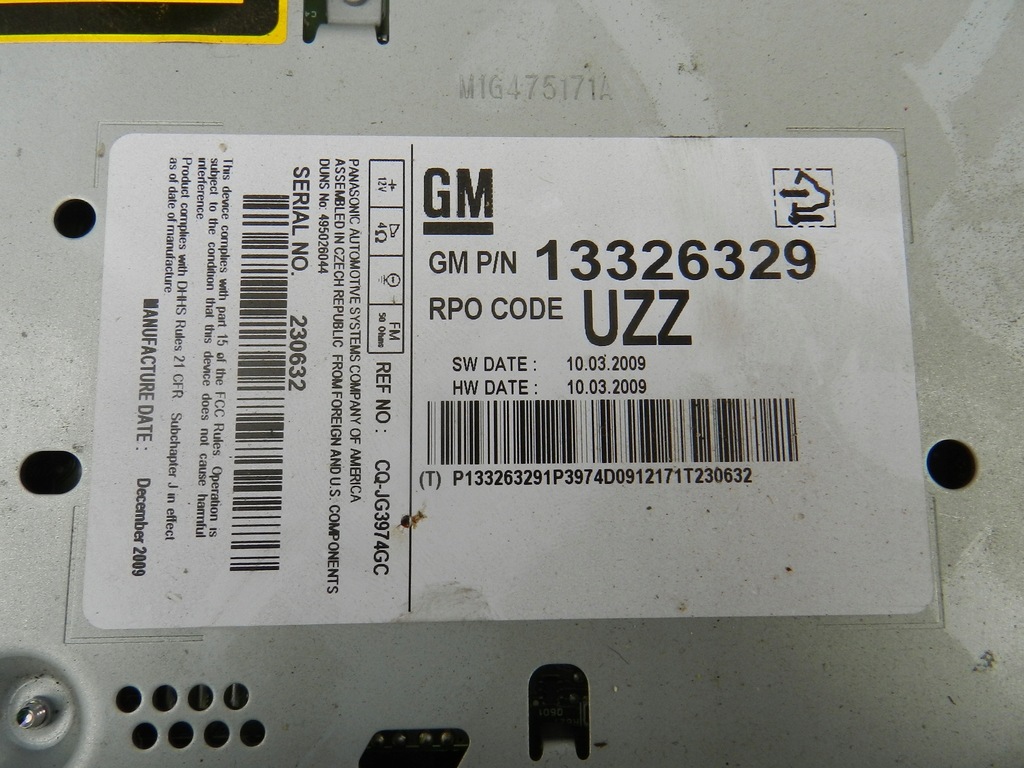 M1G475171A
GM
GM P/N 13326329
RPO CODE UZZ
SW DATE : 10.03.2009
HW DATE : 10.03.2009
(T) P133263291P3974D0912171T230632
+ 12V 4Ω FM 50 Ohms REF NO : CQ-JG3974GC
PANASONIC AUTOMOTIVE SYSTEMS COMPANY OF AMERICA
ASSEMBLED IN CZECH REPUBLIC FROM FOREIGN AND U.S. COMPONENTS
DUNS No: 495026044
SERIAL NO. 230632
This device complies with part 15 of the FCC Rules. Operation is
subject to the condition that this device does not cause harmful
interference.
Product complies with DHHS Rules 21 CFR Subchapter J in effect
as of date of manufacture
MANUFACTURE DATE : December 2009